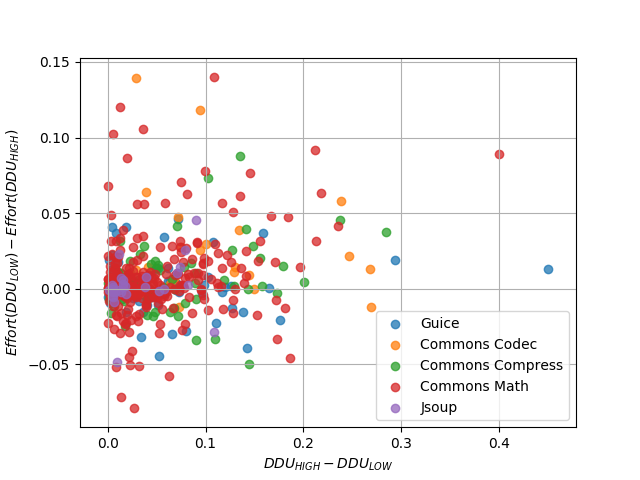 0.15
0.10
0.05
0.00
−0.05
Effort(DDU_LOW) − Effort(DDU_HIGH)
Guice
Commons Codec
Commons Compress
Commons Math
Jsoup
0.0 0.1 0.2 0.3 0.4
DDU_HIGH − DDU_LOW